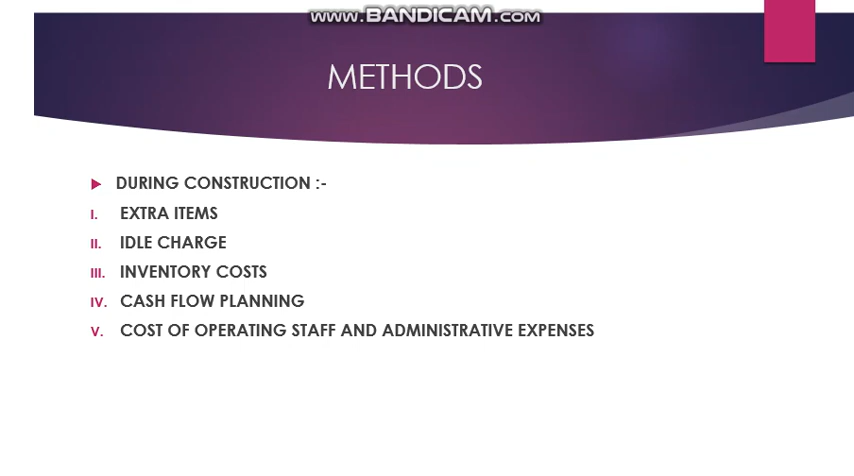 www.BANDICAM.com
METHODS
DURING CONSTRUCTION :-
I. EXTRA ITEMS
II. IDLE CHARGE
III. INVENTORY COSTS
IV. CASH FLOW PLANNING
V. COST OF OPERATING STAFF AND ADMINISTRATIVE EXPENSES